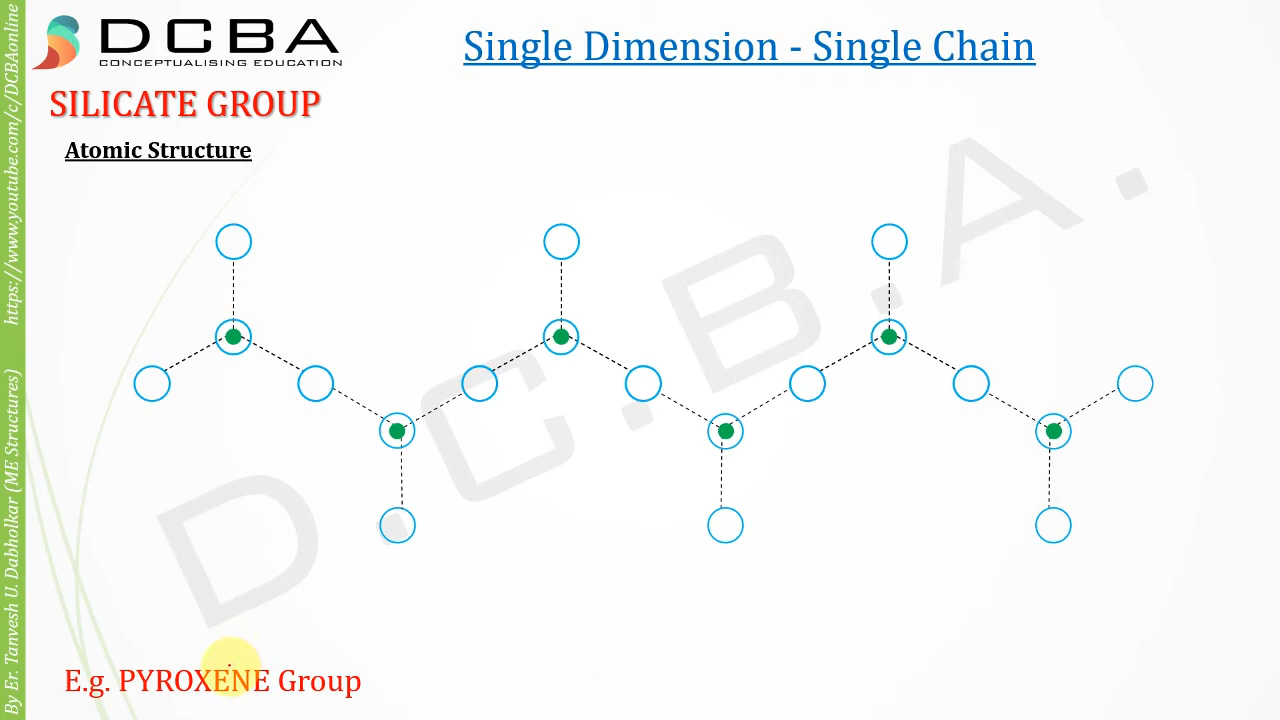 DCBA
CONCEPTUALISING EDUCATION
Single Dimension - Single Chain
SILICATE GROUP
Atomic Structure
D.C.B.A.
E.g. PYROXENE Group
By Er. Tanvesh U. Dabholkar (ME Structures) https://www.youtube.com/c/DCBAonline